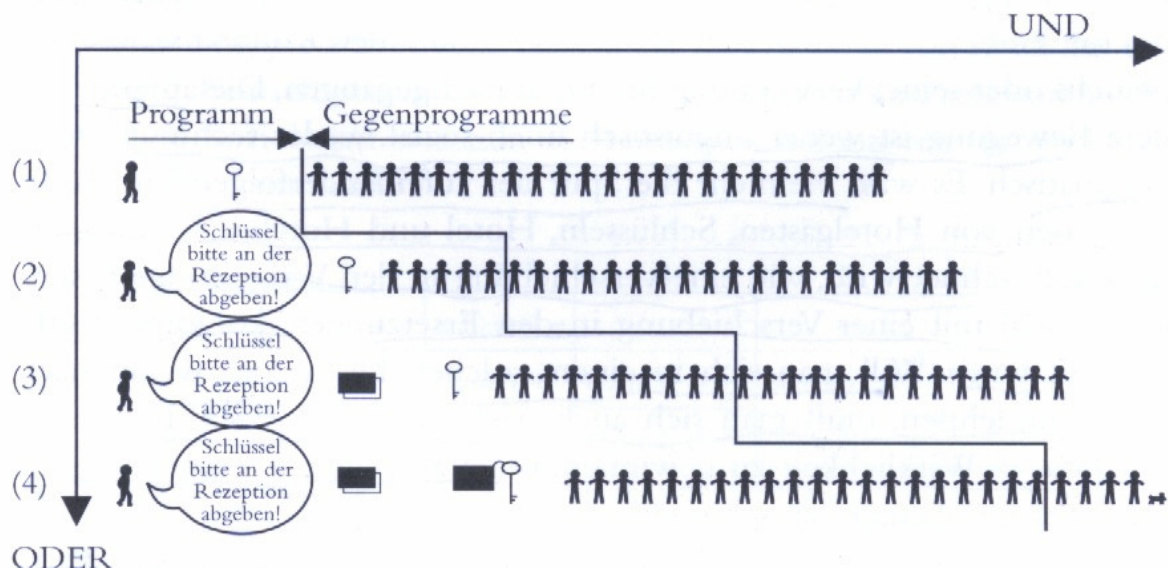 UND
Programm Gegenprogramme
(1)
Schlüssel
bitte an der
Rezeption
abgeben!
(2)
Schlüssel
bitte an der
Rezeption
abgeben!
(3)
Schlüssel
bitte an der
Rezeption
abgeben!
(4)
ODER